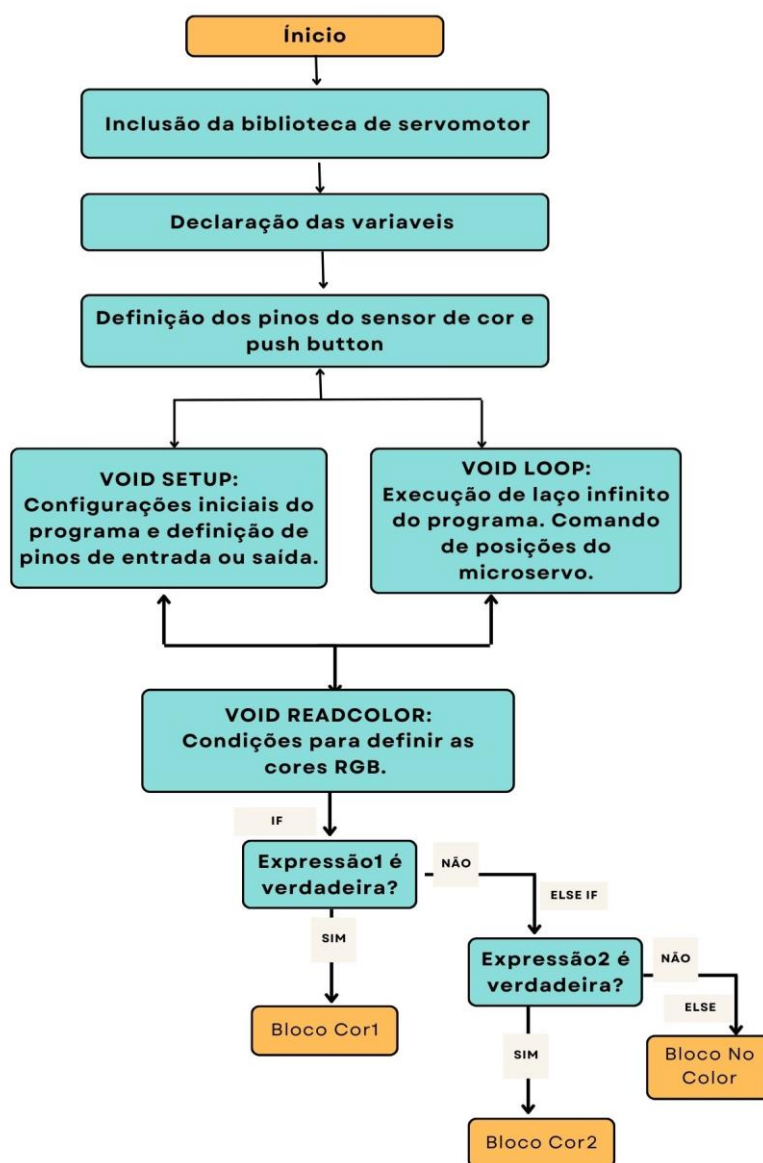 Ínicio
Inclusão da biblioteca de servomotor
Declaração das variaveis
Definição dos pinos do sensor de cor e
push button
VOID SETUP:
Configurações iniciais do
programa e definição de
pinos de entrada ou saída.
VOID LOOP:
Execução de laço infinito
do programa. Comando
de posições do
microservo.
VOID READCOLOR:
Condições para definir as
cores RGB.
IF
Expressão1 é
verdadeira?
NÃO
ELSE IF
SIM
Expressão2 é
verdadeira?
NÃO
ELSE
Bloco Cor1
SIM
Bloco No
Color
Bloco Cor2